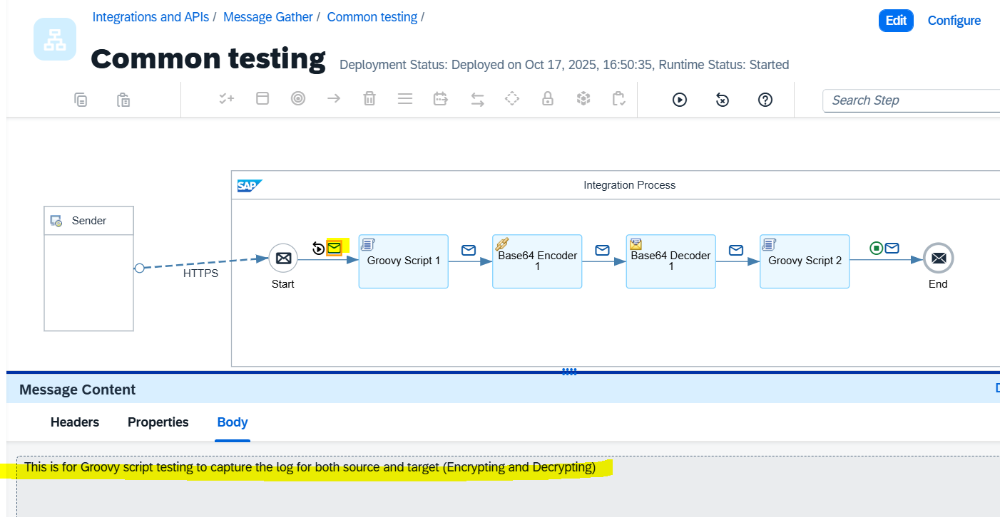 Integrations and APIs / Message Gather / Common testing /
Edit
Configure
Common testing
Deployment Status: Deployed on Oct 17, 2025, 16:50:35, Runtime Status: Started
Search Step
SAP
Integration Process
Sender
HTTPS
Start
Groovy Script 1
Base64 Encoder
1
Base64 Decoder
1
Groovy Script 2
End
Message Content
Headers
Properties
Body
This is for Groovy script testing to capture the log for both source and target (Encrypting and Decrypting)